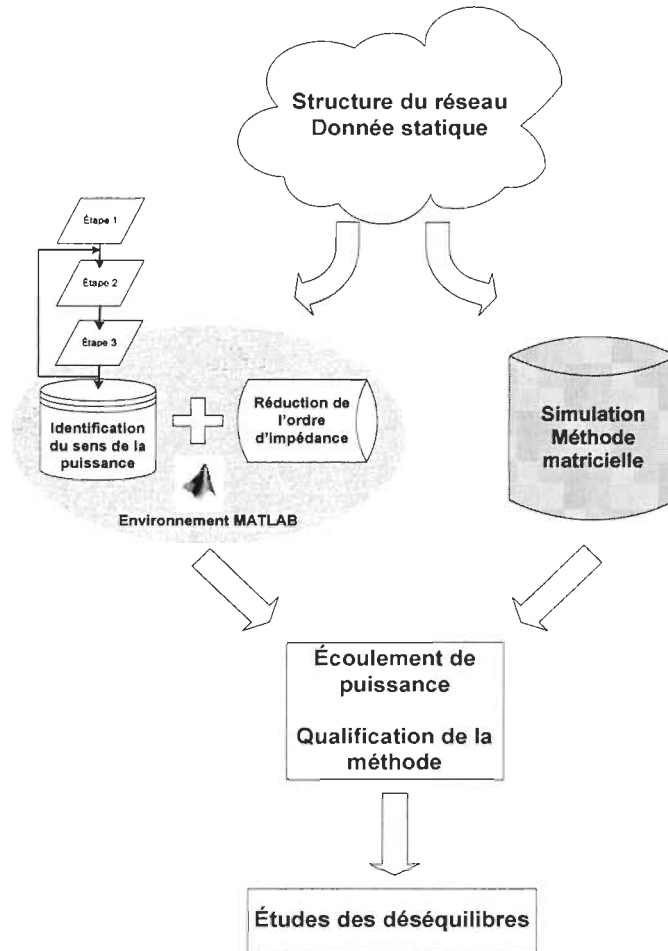 Structure du réseau
Donnée statique
Étape 1
Étape 2
Étape 3
Identification
du sens de la
puissance
Réduction de
l'ordre
d'impédance
Environnement MATLAB
Simulation
Méthode
matricielle
Écoulement de
puissance
Qualification de la
méthode
Études des déséquilibres